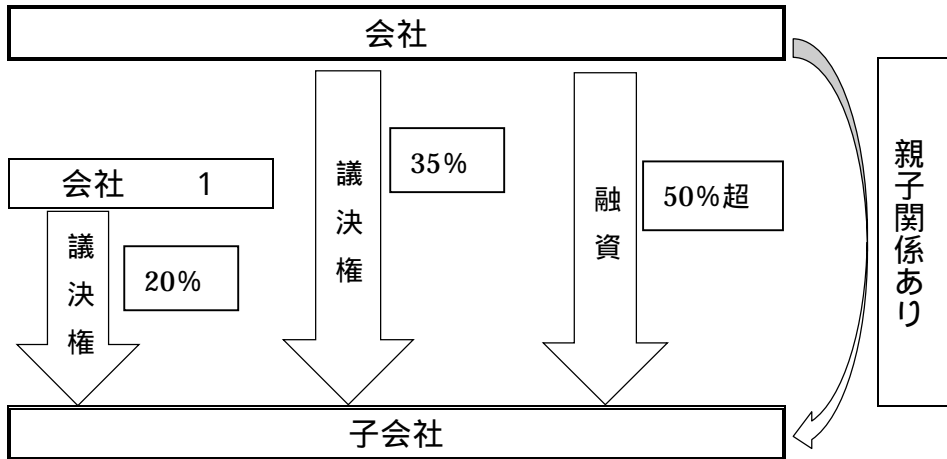 会社
会社 1
議決権
20%
議決権
35%
融資
50%超
親子関係あり
子会社